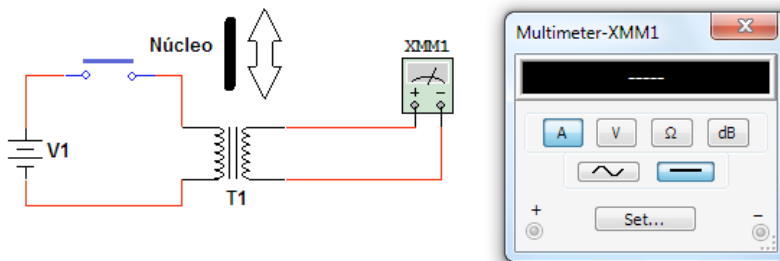 Núcleo
XMM1
+ −
V1
T1
Multimeter-XMM1
-----
A V Ω dB
+ Set... −